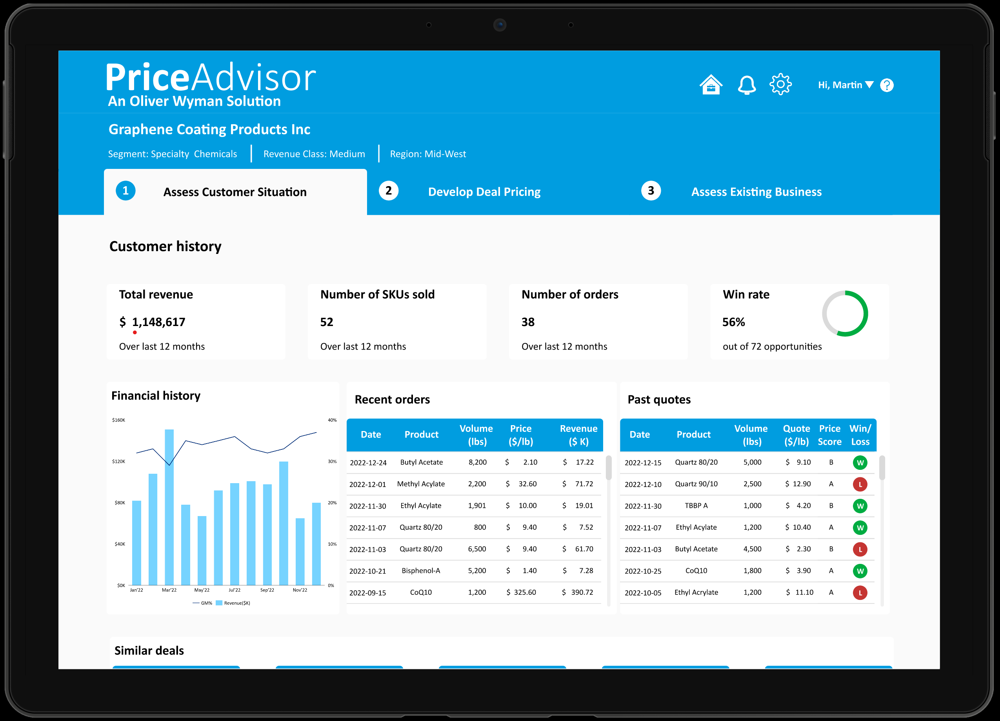 PriceAdvisor
An Oliver Wyman Solution
Hi, Martin
?
Graphene Coating Products Inc
Segment: Specialty  Chemicals
Revenue Class: Medium
Region: Mid-West
1
Assess Customer Situation
2
Develop Deal Pricing
3
Assess Existing Business
Customer history
Total revenue
$ 1,148,617
Over last 12 months
Number of SKUs sold
52
Over last 12 months
Number of orders
38
Over last 12 months
Win rate
56%
out of 72 opportunities
Financial history
$160K
$120K
$80K
$40K
$0K
40%
30%
20%
10%
0%
Jan'22 Mar'22 May'22 Jul'22 Sep'22 Nov'22
GM% Revenue($K)
Recent orders
Date Product Volume (lbs) Price ($/lb) Revenue ($ K)
2022-12-24 Butyl Acetate 8,200 $ 2.10 $ 17.22
2022-12-01 Methyl Acylate 2,200 $ 32.60 $ 71.72
2022-11-30 Ethyl Acylate 1,901 $ 10.00 $ 19.01
2022-11-07 Quartz 80/20 800 $ 9.40 $ 7.52
2022-11-03 Quartz 80/20 6,500 $ 9.40 $ 61.70
2022-10-21 Bisphenol-A 5,200 $ 1.40 $ 7.28
2022-09-15 CoQ10 1,200 $ 325.60 $ 390.72
Past quotes
Date Product Volume (lbs) Quote ($/lb) Price Score Win/ Loss
2022-12-15 Quartz 80/20 5,000 $ 9.10 B W
2022-12-10 Quartz 90/10 2,500 $ 12.90 A L
2022-11-30 TBBP A 1,000 $ 4.20 B W
2022-11-07 Ethyl Acylate 1,200 $ 10.40 A W
2022-11-03 Butyl Acetate 4,500 $ 2.30 B L
2022-10-25 CoQ10 1,800 $ 3.90 A W
2022-10-05 Ethyl Acrylate 1,200 $ 11.10 A L
Similar deals